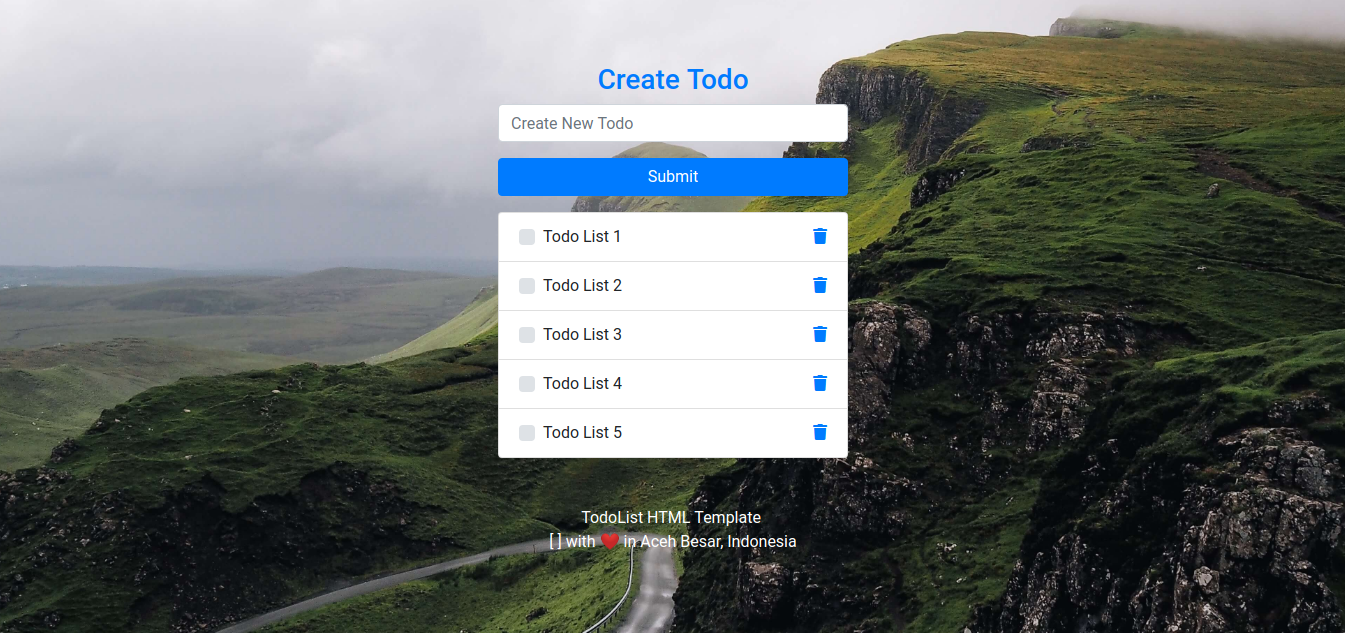 Create Todo
Create New Todo
Submit
Todo List 1
Todo List 2
Todo List 3
Todo List 4
Todo List 5
TodoList HTML Template
[ ] with ❤️ in Aceh Besar, Indonesia